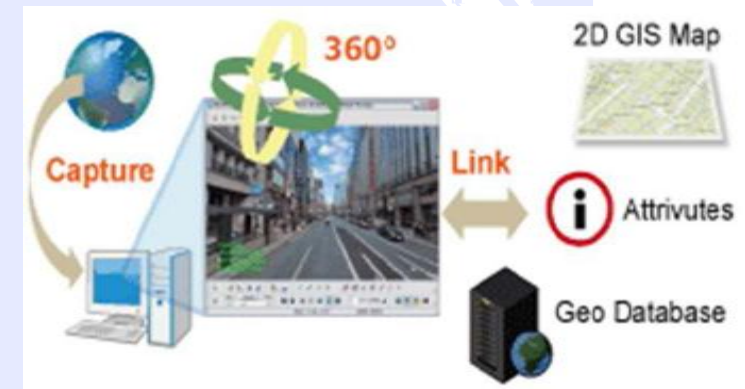 360°
2D GIS Map
Capture
Link
Attrivutes
Geo Database